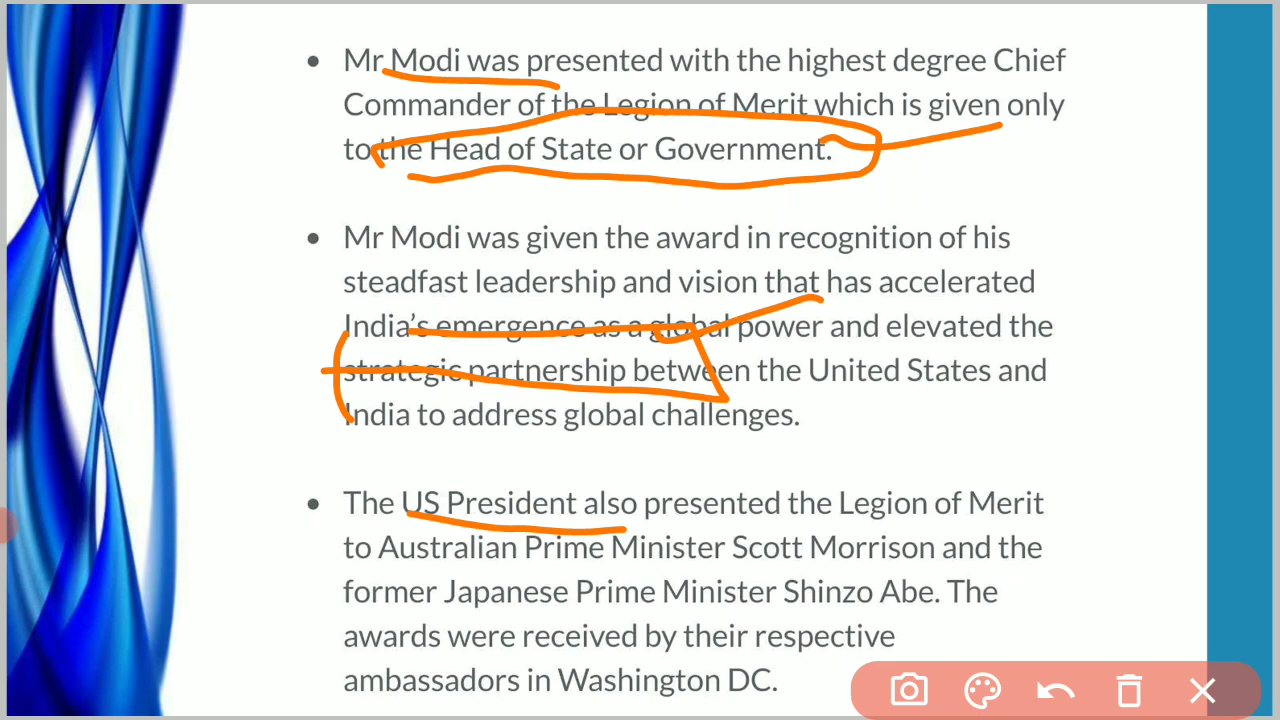 Mr Modi was presented with the highest degree Chief
Commander of the Legion of Merit which is given only
to the Head of State or Government.
Mr Modi was given the award in recognition of his
steadfast leadership and vision that has accelerated
India's emergence as a global power and elevated the
strategic partnership between the United States and
India to address global challenges.
The US President also presented the Legion of Merit
to Australian Prime Minister Scott Morrison and the
former Japanese Prime Minister Shinzo Abe. The
awards were received by their respective
ambassadors in Washington DC.